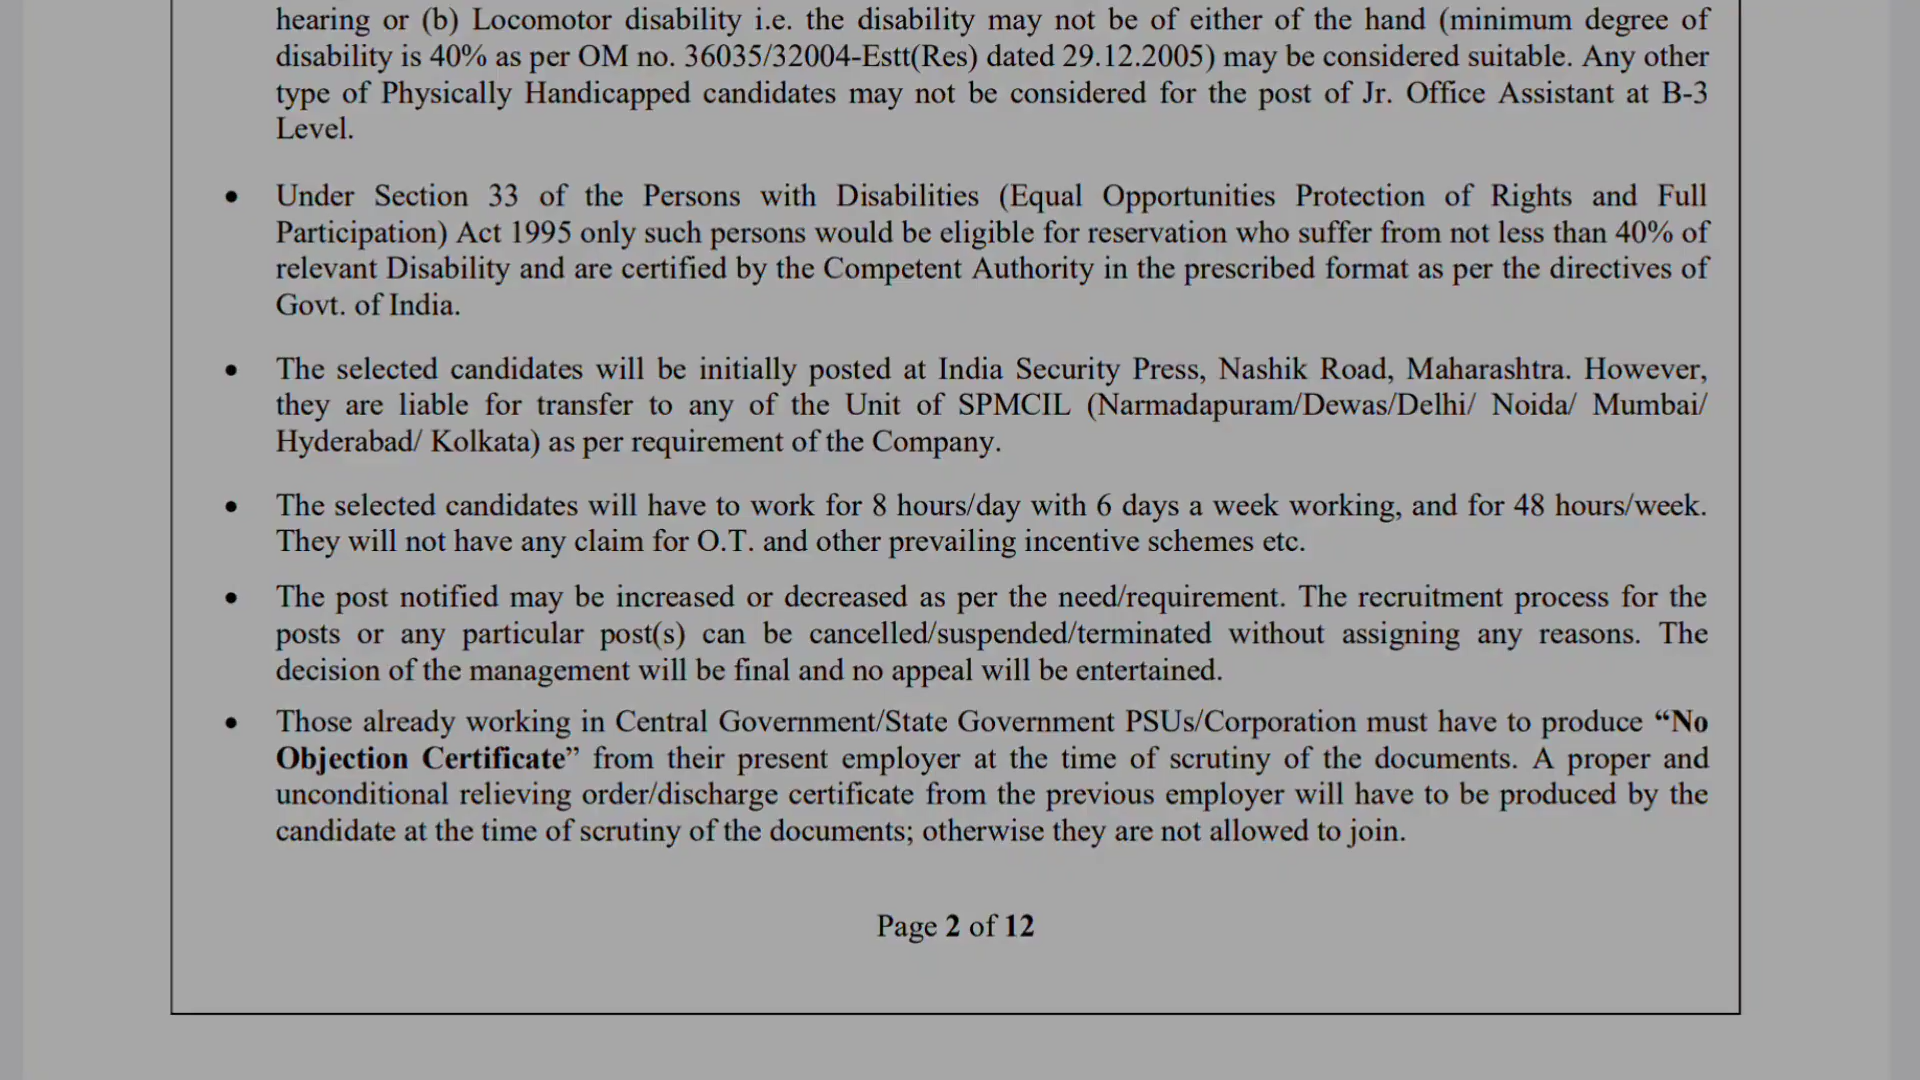 hearing or (b) Locomotor disability i.e. the disability may not be of either of the hand (minimum degree of
disability is 40% as per OM no. 36035/32004-Estt(Res) dated 29.12.2005) may be considered suitable. Any other
type of Physically Handicapped candidates may not be considered for the post of Jr. Office Assistant at B-3
Level.
• Under Section 33 of the Persons with Disabilities (Equal Opportunities Protection of Rights and Full
Participation) Act 1995 only such persons would be eligible for reservation who suffer from not less than 40% of
relevant Disability and are certified by the Competent Authority in the prescribed format as per the directives of
Govt. of India.
• The selected candidates will be initially posted at India Security Press, Nashik Road, Maharashtra. However,
they are liable for transfer to any of the Unit of SPMCIL (Narmadapuram/Dewas/Delhi/ Noida/ Mumbai/
Hyderabad/ Kolkata) as per requirement of the Company.
• The selected candidates will have to work for 8 hours/day with 6 days a week working, and for 48 hours/week.
They will not have any claim for O.T. and other prevailing incentive schemes etc.
• The post notified may be increased or decreased as per the need/requirement. The recruitment process for the
posts or any particular post(s) can be cancelled/suspended/terminated without assigning any reasons. The
decision of the management will be final and no appeal will be entertained.
• Those already working in Central Government/State Government PSUs/Corporation must have to produce “No
Objection Certificate” from their present employer at the time of scrutiny of the documents. A proper and
unconditional relieving order/discharge certificate from the previous employer will have to be produced by the
candidate at the time of scrutiny of the documents; otherwise they are not allowed to join.
Page 2 of 12